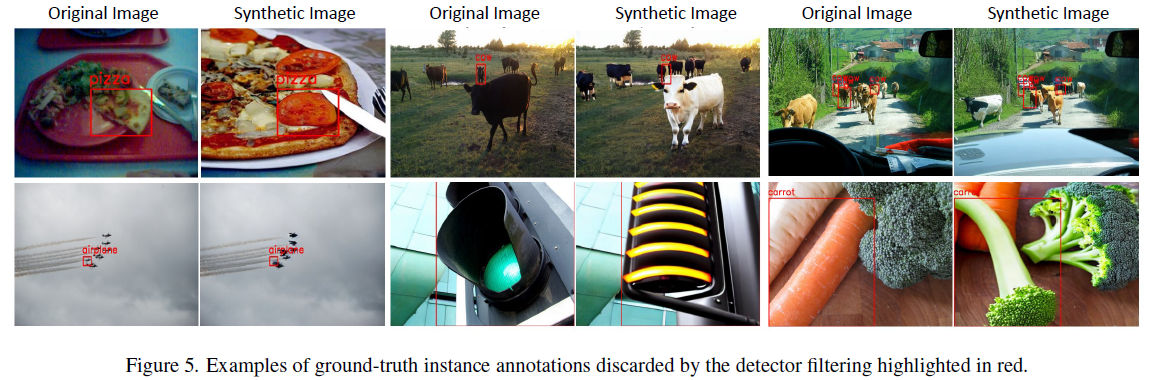 Original Image Synthetic Image Original Image Synthetic Image Original Image Synthetic Image
pizza pizza cow cow cow
airplane airplane carrot
Figure 5. Examples of ground-truth instance annotations discarded by the detector filtering highlighted in red.